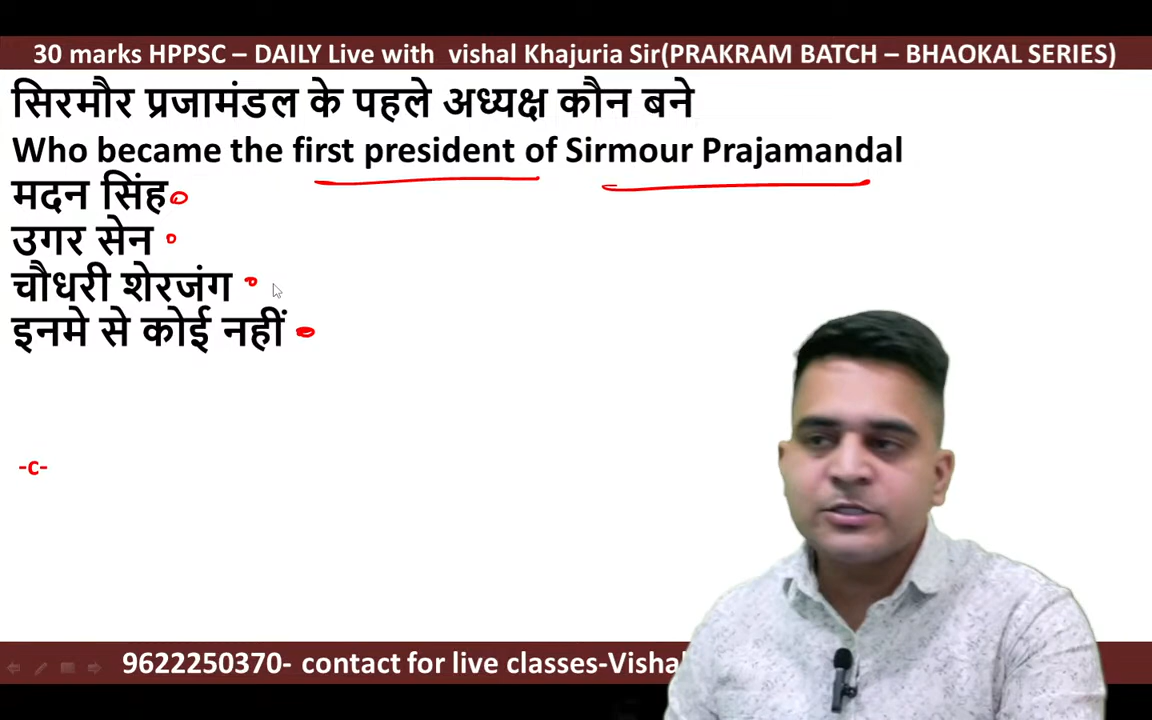 30 marks HPPSC – DAILY Live with vishal Khajuria Sir(PRAKRAM BATCH – BHAOKAL SERIES)
सिरमौर प्रजामंडल के पहले अध्यक्ष कौन बने
Who became the first president of Sirmour Prajamandal
मदन सिंह
उगर सेन
चौधरी शेरजंग
इनमे से कोई नहीं
-c-
9622250370- contact for live classes-Vishal